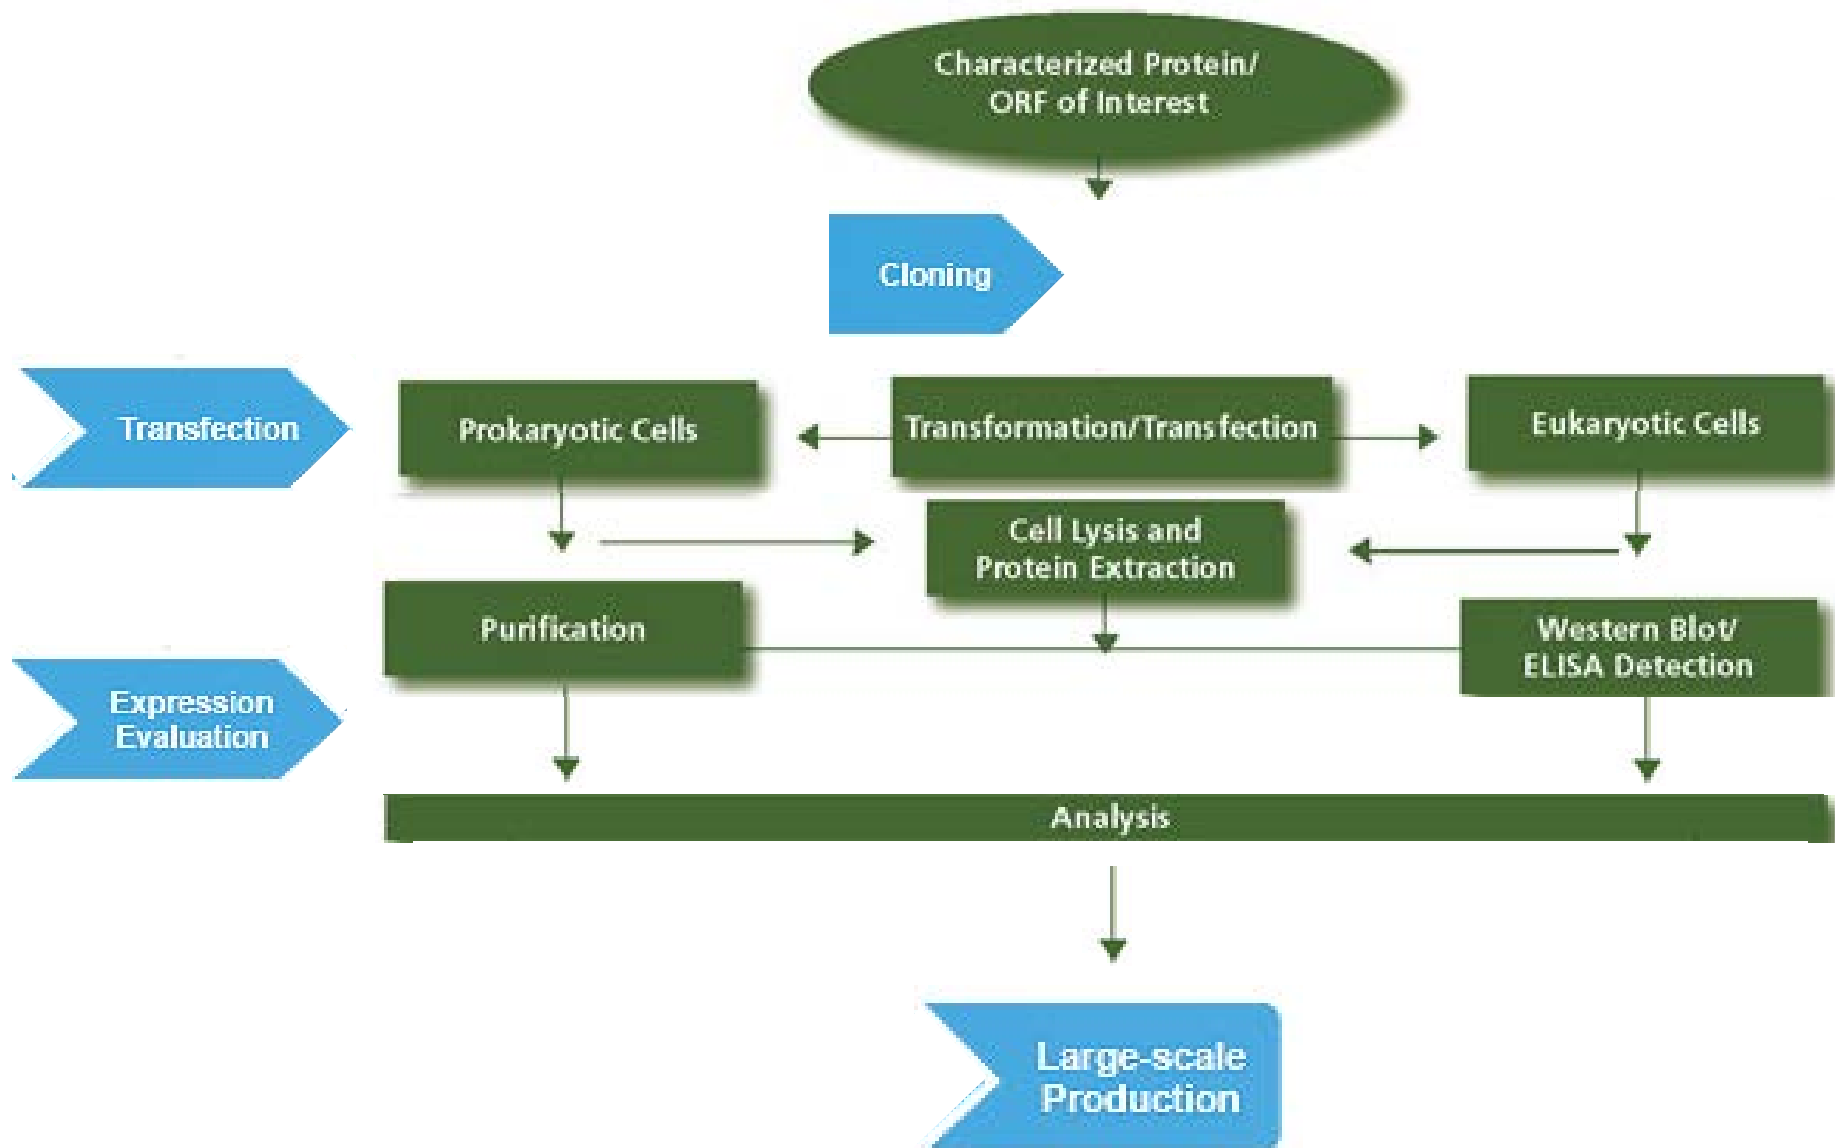 Characterized Protein/
ORF of Interest
Cloning
Transfection
Prokaryotic Cells
Transformation/Transfection
Eukaryotic Cells
Cell Lysis and
Protein Extraction
Purification
Western Blot/
ELISA Detection
Expression
Evaluation
Analysis
Large-scale
Production